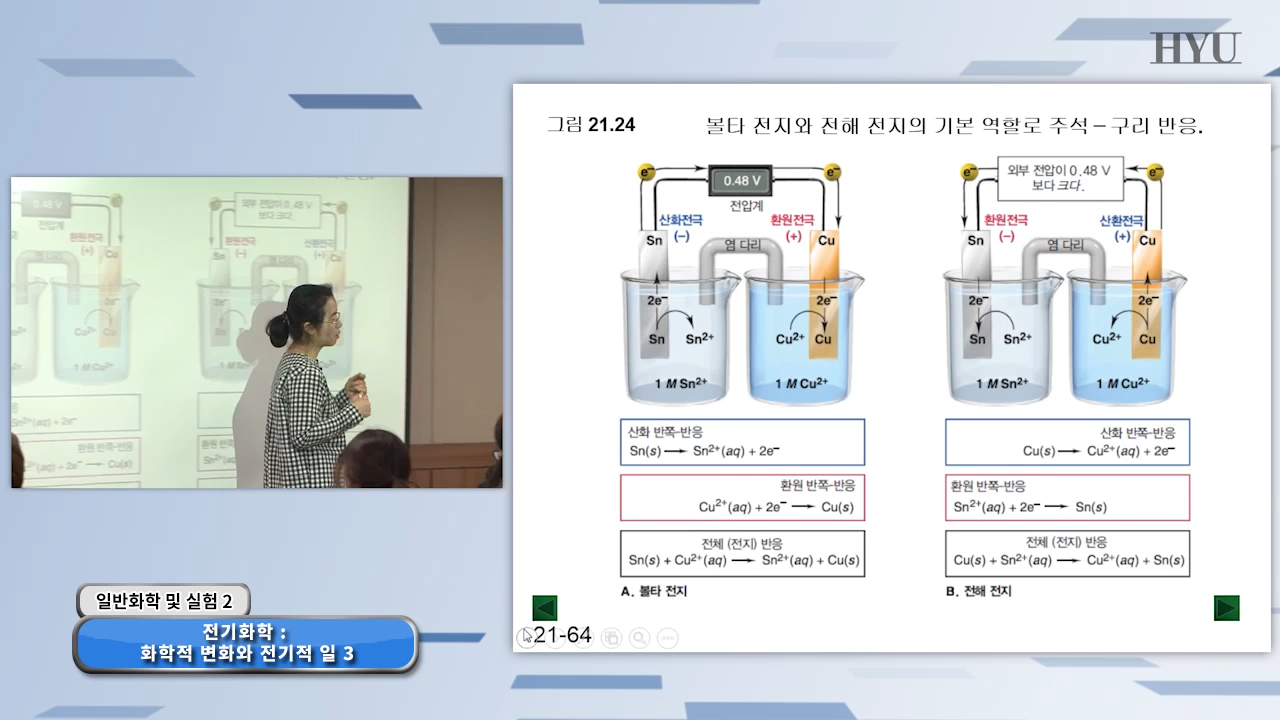 HYU
그림 21.24 볼타 전지와 전해 전지의 기본 역할로 주석 – 구리 반응.
e⁻ 0.48 V e⁻
전압계
산화전극 (–)
환원전극 (+)
Sn 염 다리 Cu
2e⁻ 2e⁻
Sn Sn²⁺ Cu²⁺ Cu
1 M Sn²⁺ 1 M Cu²⁺
산화 반쪽-반응
Sn(s) → Sn²⁺(aq) + 2e⁻
환원 반쪽-반응
Cu²⁺(aq) + 2e⁻ → Cu(s)
전체 (전지) 반응
Sn(s) + Cu²⁺(aq) → Sn²⁺(aq) + Cu(s)
A. 볼타 전지
e⁻ 외부 전압이 0.48 V e⁻
보다 크다.
환원전극 (–)
산환전극 (+)
Sn 염 다리 Cu
2e⁻ 2e⁻
Sn Sn²⁺ Cu²⁺ Cu
1 M Sn²⁺ 1 M Cu²⁺
산화 반쪽-반응
Cu(s) → Cu²⁺(aq) + 2e⁻
환원 반쪽-반응
Sn²⁺(aq) + 2e⁻ → Sn(s)
전체 (전지) 반응
Cu(s) + Sn²⁺(aq) → Cu²⁺(aq) + Sn(s)
B. 전해 전지
21-64
일반화학 및 실험 2
전기화학 :
화학적 변화와 전기적 일 3